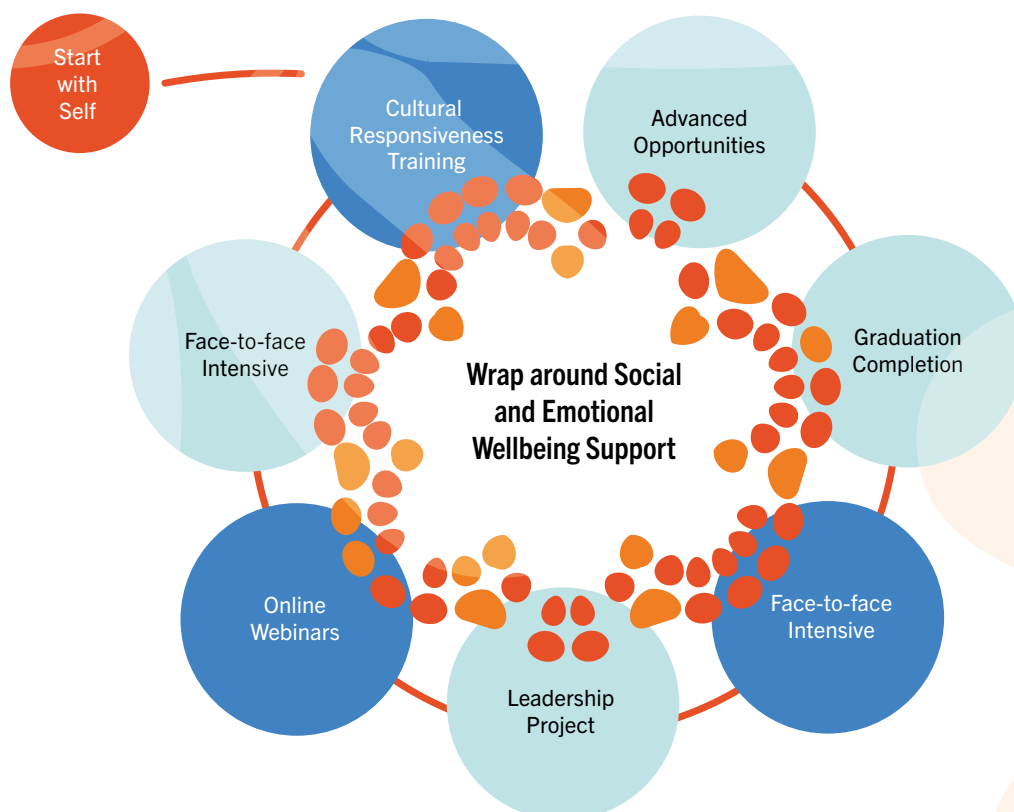 Start
with
Self
Cultural
Responsiveness
Training
Advanced
Opportunities
Face-to-face
Intensive
Graduation
Completion
Wrap around Social
and Emotional
Wellbeing Support
Online
Webinars
Face-to-face
Intensive
Leadership
Project